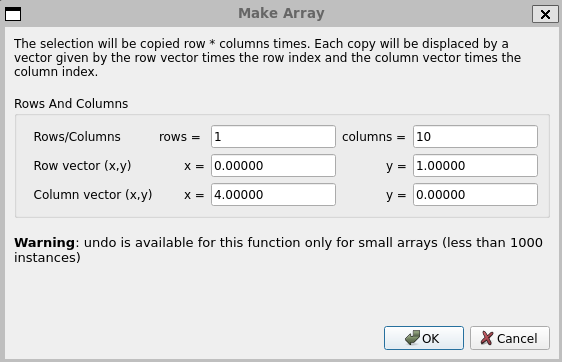 Make Array
The selection will be copied row * columns times. Each copy will be displaced by a
vector given by the row vector times the row index and the column vector times the
column index.
Rows And Columns
Rows/Columns rows = 1 columns = 10
Row vector (x,y) x = 0.00000 y = 1.00000
Column vector (x,y) x = 4.00000 y = 0.00000
Warning: undo is available for this function only for small arrays (less than 1000
instances)
OK Cancel